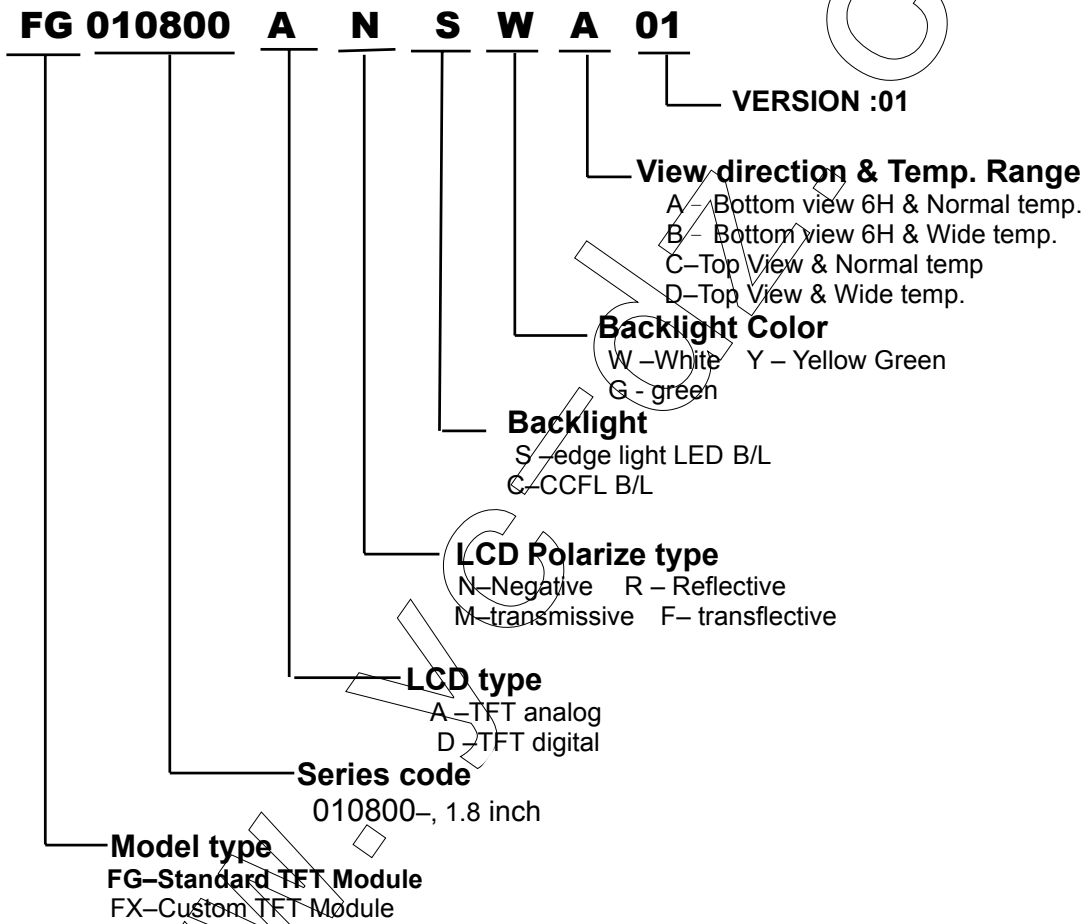 FG 010800 A N S W A 01
VERSION :01
View direction & Temp. Range
A – Bottom view 6H & Normal temp.
B – Bottom view 6H & Wide temp.
C–Top View & Normal temp
D–Top View & Wide temp.
Backlight Color
W –White Y – Yellow Green
G - green
Backlight
S –edge light LED B/L
C–CCFL B/L
LCD Polarize type
N–Negative R – Reflective
M–transmissive F– transflective
LCD type
A –TFT analog
D –TFT digital
Series code
010800–, 1.8 inch
Model type
FG–Standard TFT Module
FX–Custom TFT Module